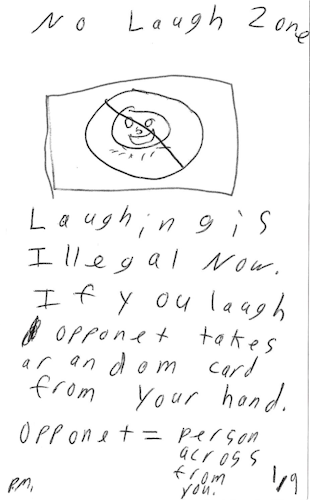 No Laugh Zone
Laughing is
Illegal Now.
If you laugh
opponet takes
a random card
from your hand.
Opponet = person
across
from
you.
P.M. 1/9